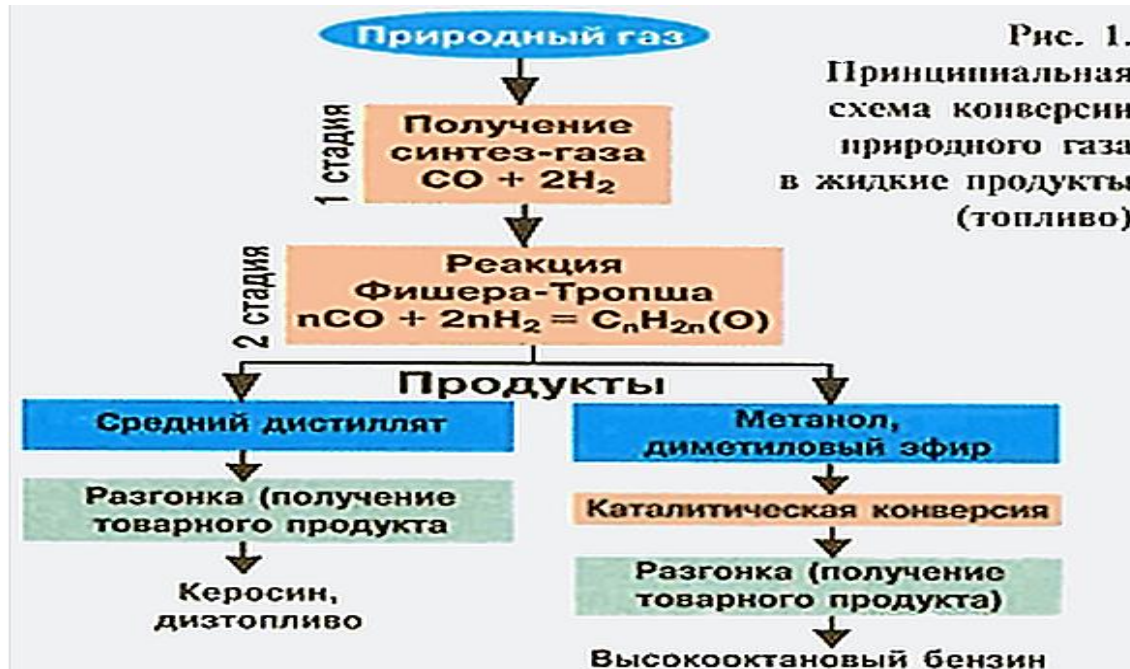 Природный газ
Рис. 1.
Принципиальная
схема конверсии
природного газа
в жидкие продукты
(топливо)
1 стадия
Получение
синтез-газа
CO + 2H₂
2 стадия
Реакция
Фишера-Тропша
nCO + 2nH₂ = CₙH₂ₙ(O)
Продукты
Средний дистиллят
Разгонка (получение
товарного продукта
Керосин,
дизтопливо
Метанол,
диметиловый эфир
Каталитическая конверсия
Разгонка (получение
товарного продукта)
Высокооктановый бензин